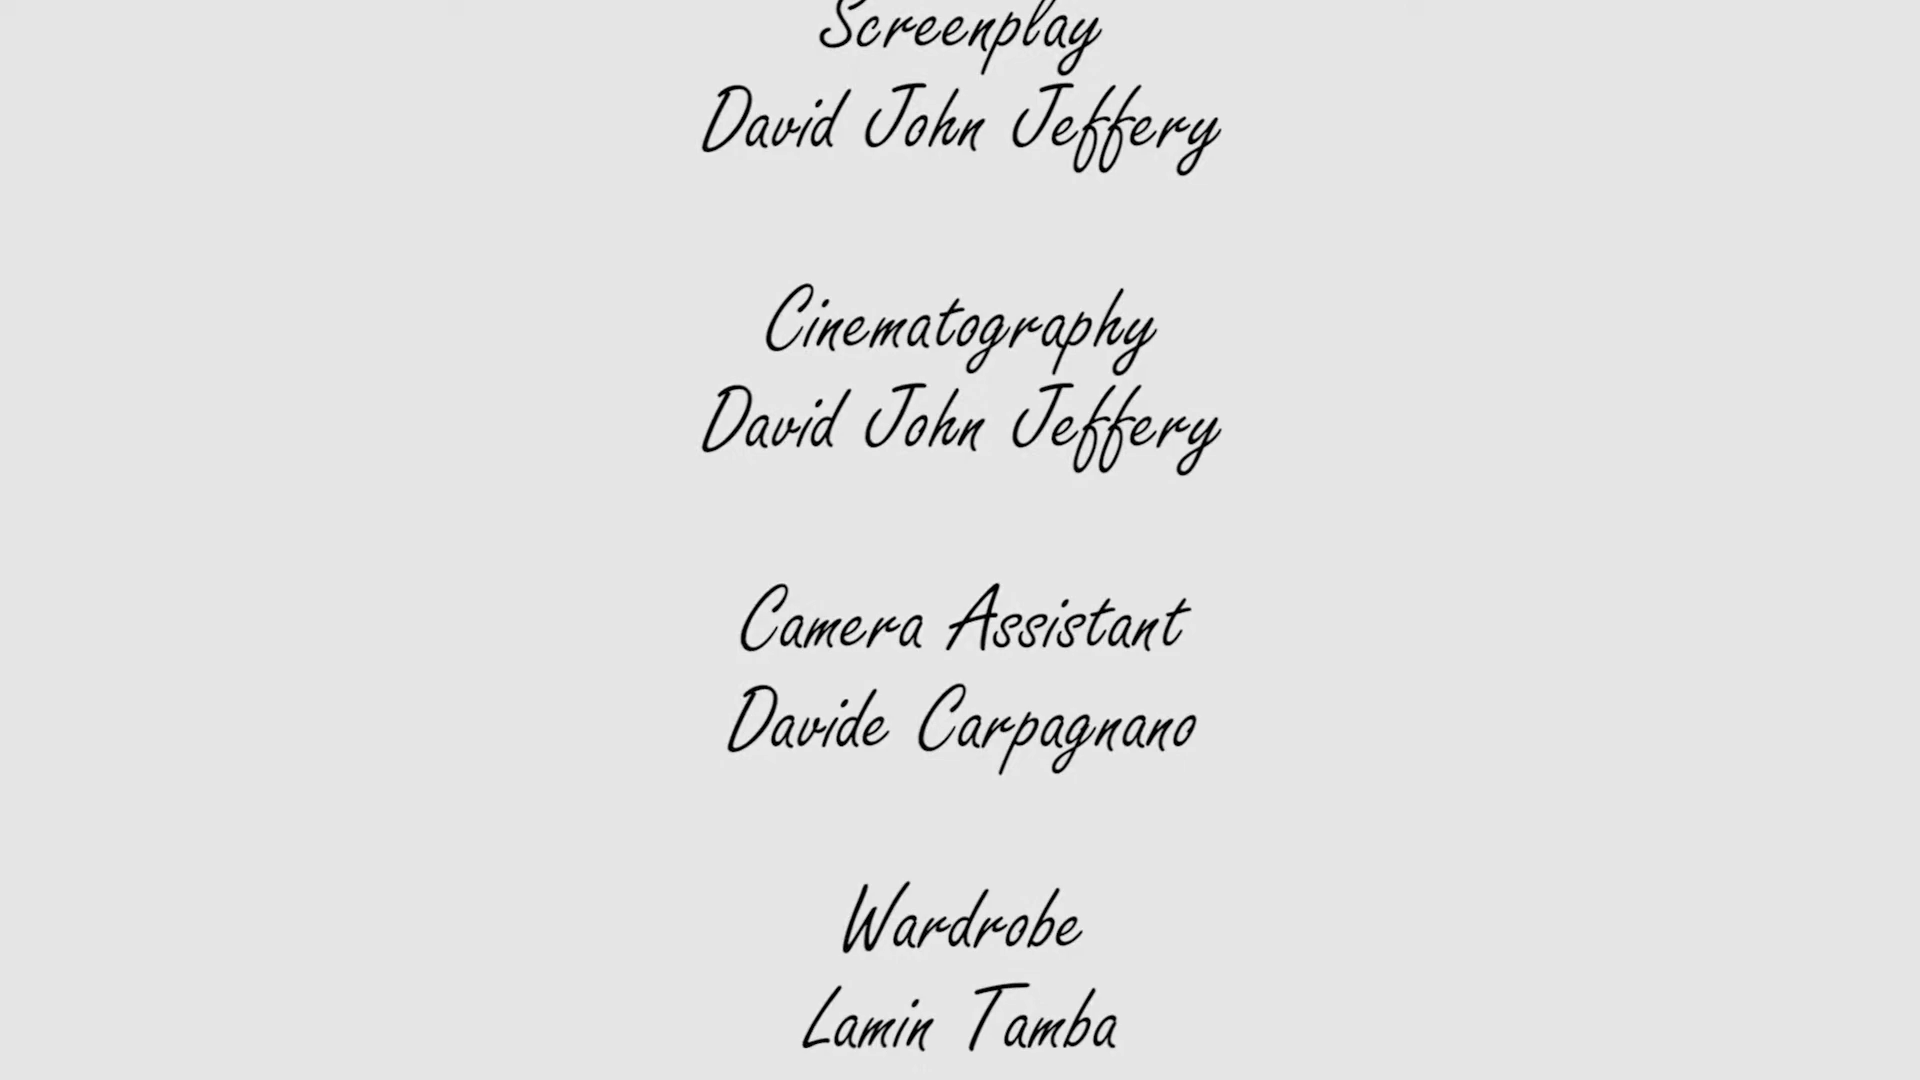 Screenplay
David John Jeffery
Cinematography
David John Jeffery
Camera Assistant
Davide Carpagnano
Wardrobe
Lamin Tamba